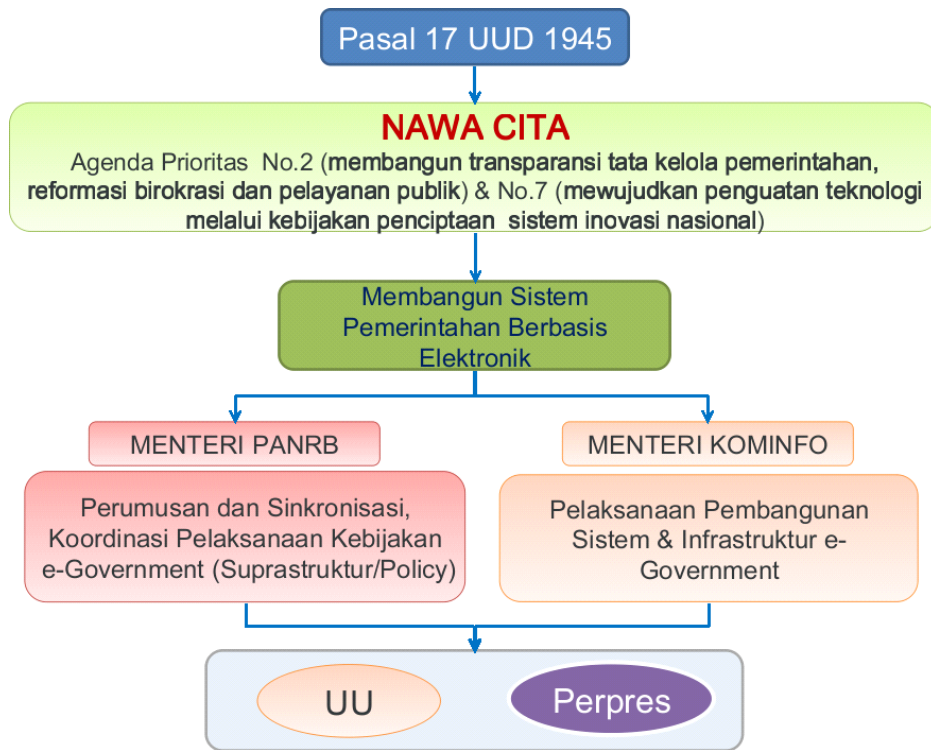 Pasal 17 UUD 1945
NAWA CITA
Agenda Prioritas No.2 (membangun transparansi tata kelola pemerintahan,
reformasi birokrasi dan pelayanan publik) & No.7 (mewujudkan penguatan teknologi
melalui kebijakan penciptaan sistem inovasi nasional)
Membangun Sistem
Pemerintahan Berbasis
Elektronik
MENTERI PANRB
Perumusan dan Sinkronisasi,
Koordinasi Pelaksanaan Kebijakan
e-Government (Suprastruktur/Policy)
MENTERI KOMINFO
Pelaksanaan Pembangunan
Sistem & Infrastruktur e-
Government
UU
Perpres